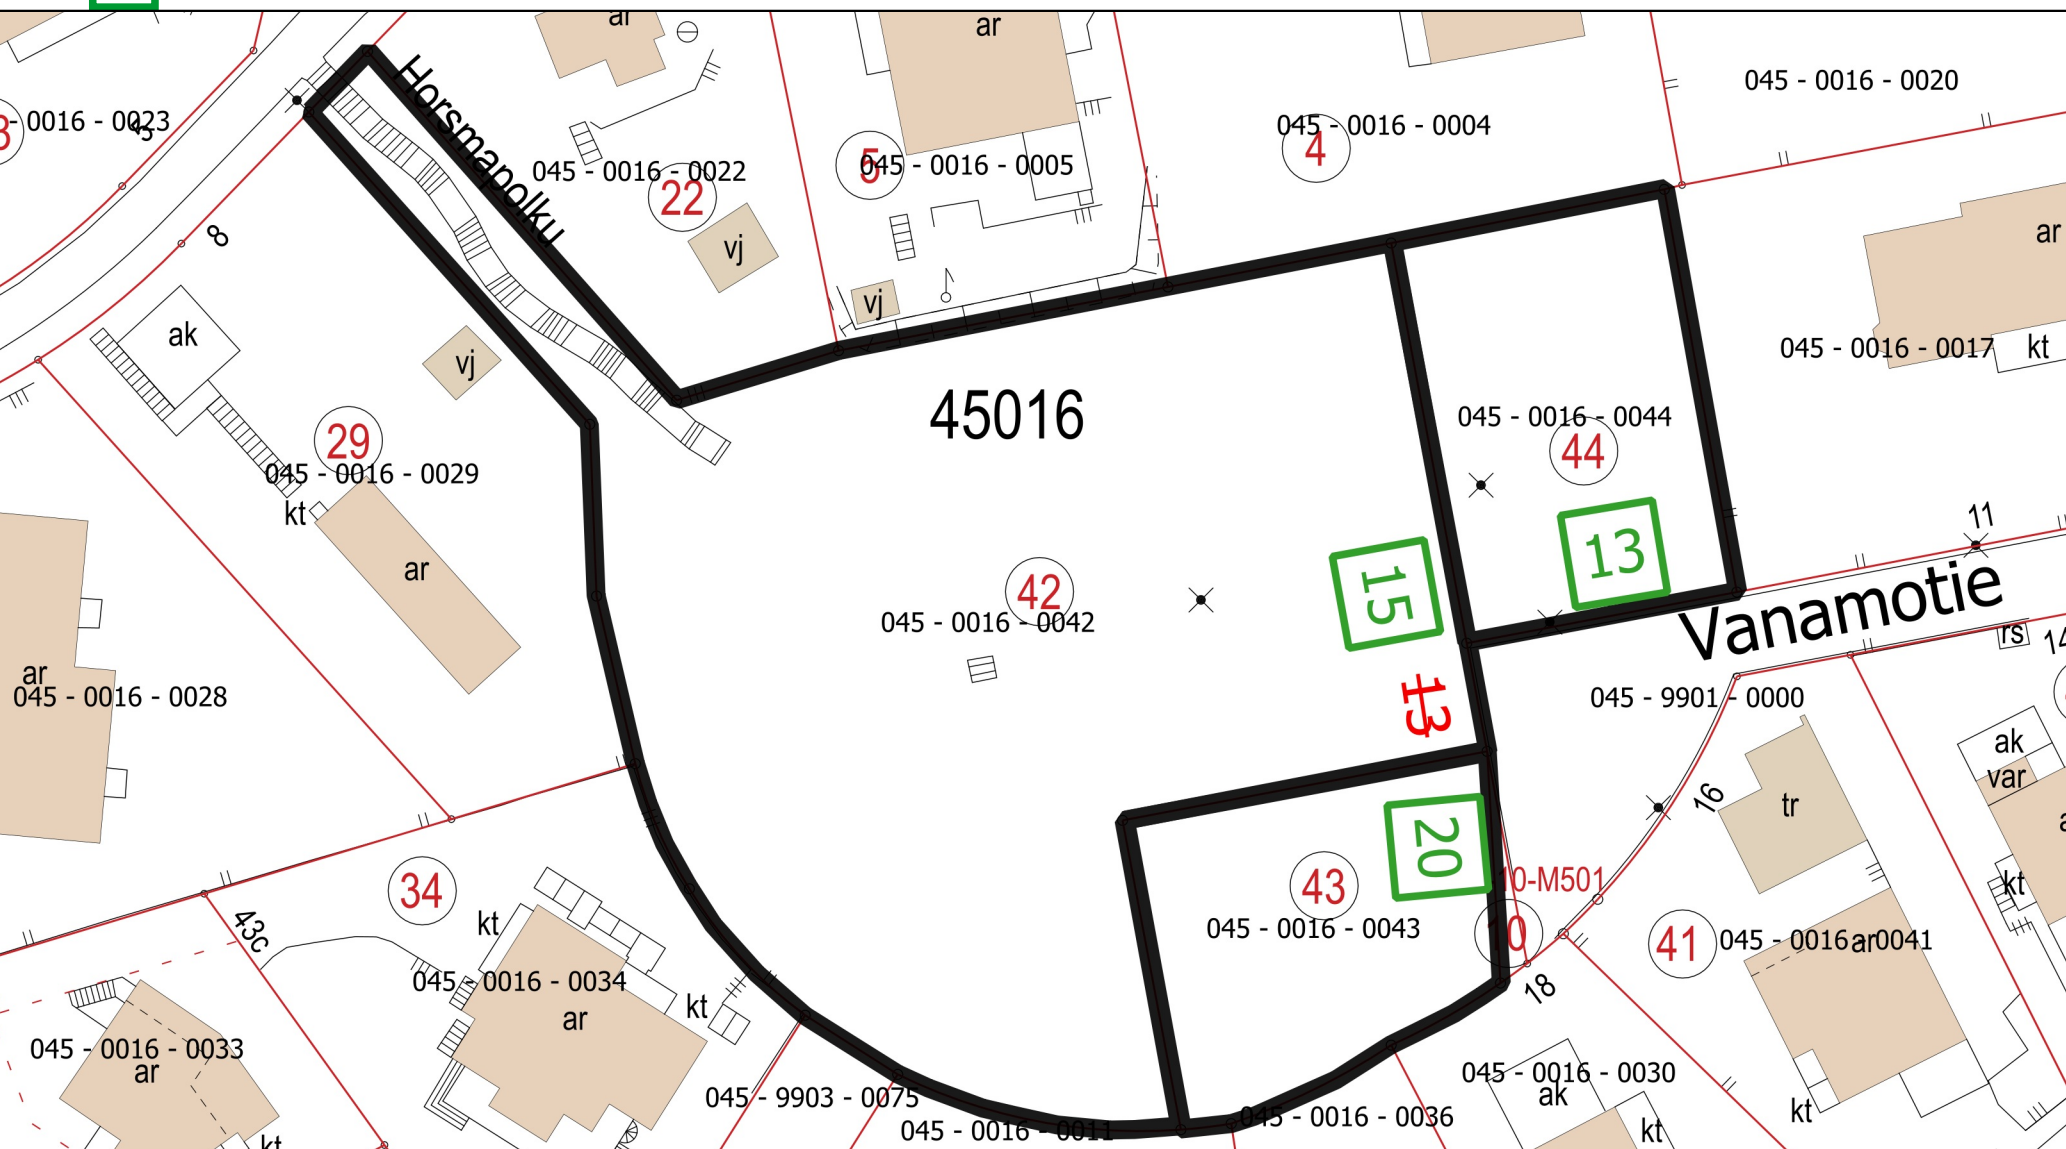 ar
ar
045 - 0016 - 0020
3
- 0016 - 0023
5
Horsmapolku
045 - 0016 - 0004
4
045 - 0016 - 0022
22
5
045 - 0016 - 0005
8
vj
ar
vj
ak
vj
045 - 0016 - 0017
kt
45016
045 - 0016 - 0044
44
29
045 - 0016 - 0029
kt
11
13
ar
15
42
045 - 0016 - 0042
Vanamotie
rs
14
ar
045 - 0016 - 0028
13
045 - 9901 - 0000
ak
var
16
tr
20
34
43
10-M501
kt
43c
kt
045 - 0016 - 0043
10
41
045 - 0016 - 0041
ar
045 - 0016 - 0034
18
kt
ar
045 - 0016 - 0033
ar
045 - 0016 - 0030
ak
045 - 9903 - 0075
045 - 0016 - 0036
kt
045 - 0016 - 0011
kt
kt